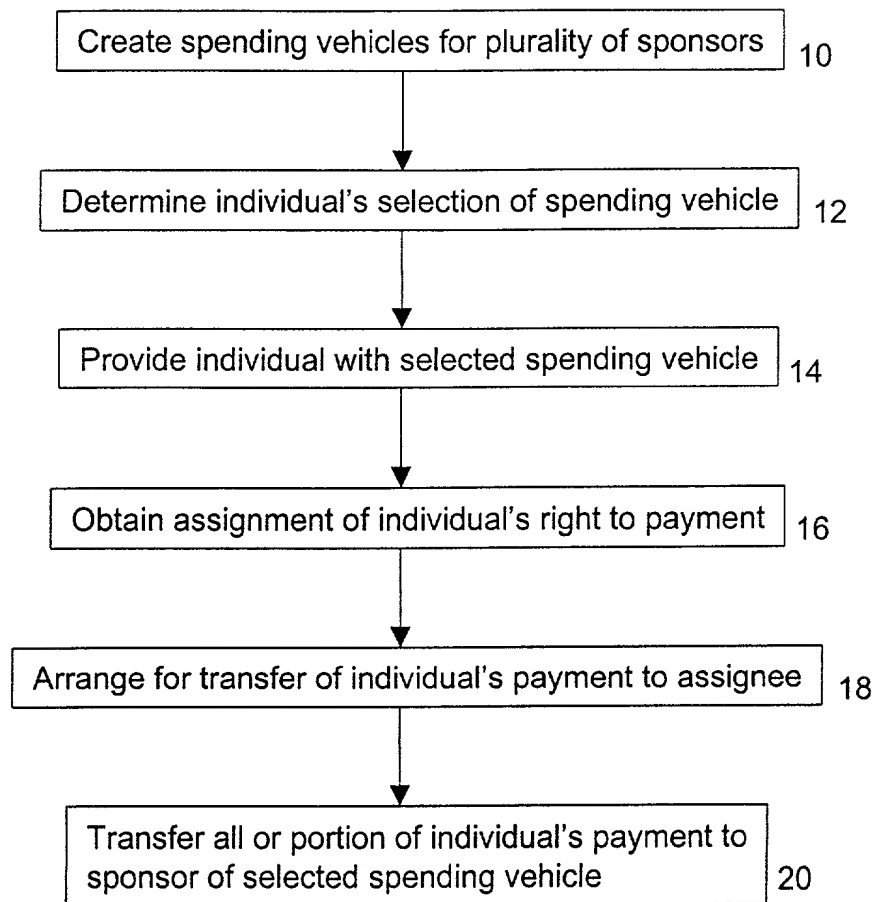 Create spending vehicles for plurality of sponsors
10
Determine individual's selection of spending vehicle
12
Provide individual with selected spending vehicle
14
Obtain assignment of individual's right to payment
16
Arrange for transfer of individual's payment to assignee
18
Transfer all or portion of individual's payment to
sponsor of selected spending vehicle
20